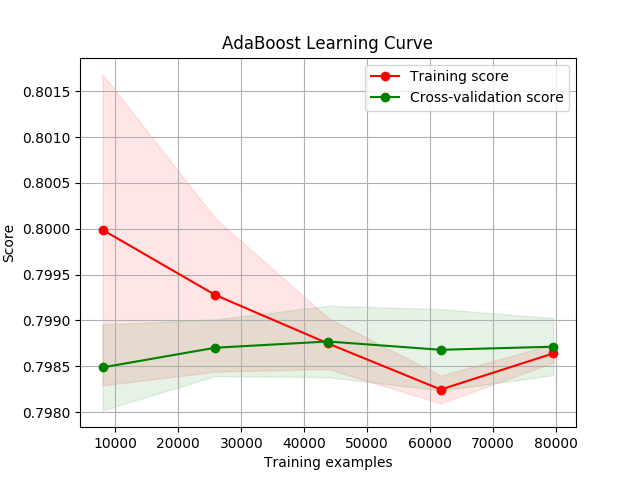 AdaBoost Learning Curve
Training score
Cross-validation score
0.8015
0.8010
0.8005
0.8000
0.7995
0.7990
0.7985
0.7980
Score
10000 20000 30000 40000 50000 60000 70000 80000
Training examples